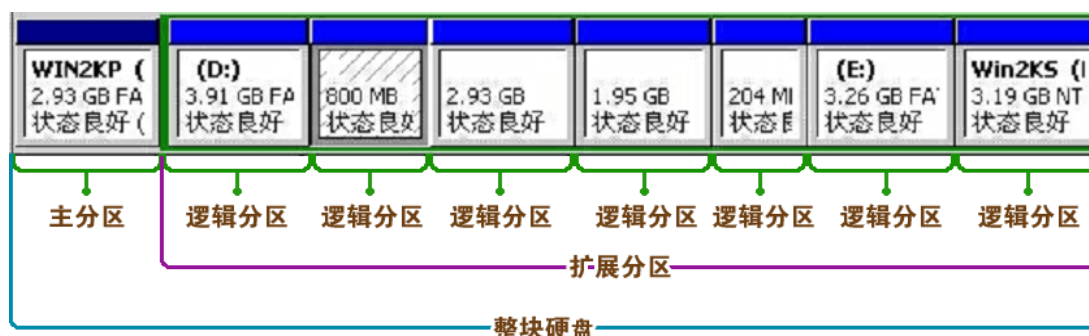 WIN2KP (
2.93 GB FA
状态良好 (
(D:)
3.91 GB FA
状态良好
800 MB
状态良好
2.93 GB
状态良好
1.95 GB
状态良好
204 MI
状态
(E:)
3.26 GB FA
状态良好
Win2KS (
3.19 GB NT
状态良好
主分区
逻辑分区
逻辑分区
逻辑分区
逻辑分区
逻辑分区
逻辑分区
逻辑分区
扩展分区
整块硬盘